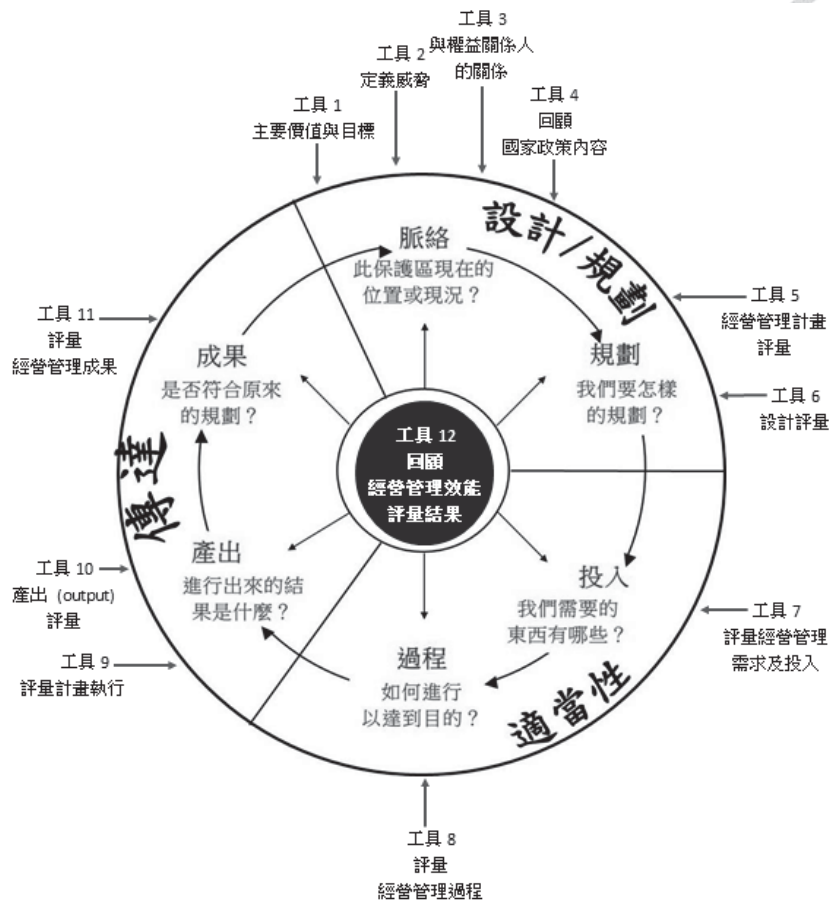 工具 1
主要價值與目標
工具 2
定義威脅
工具 3
與權益關係人
的關係
工具 4
回顧
國家政策內容
設計/規劃
脈絡
此保護區現在的
位置或現況？
工具 5
經營管理計畫
評量
規劃
我們要怎樣
的規劃？
工具 6
設計評量
工具 11
評量
經營管理成果
成果
是否符合原來
的規劃？
工具 12
回顧
經營管理效能
評量結果
傳達
產出
進行出來的結
果是什麼？
投入
我們需要的
東西有哪些？
工具 7
評量經營管理
需求及投入
工具 10
產出 (output)
評量
工具 9
評量計畫執行
過程
如何進行
以達到目的？
適當性
工具 8
評量
經營管理過程